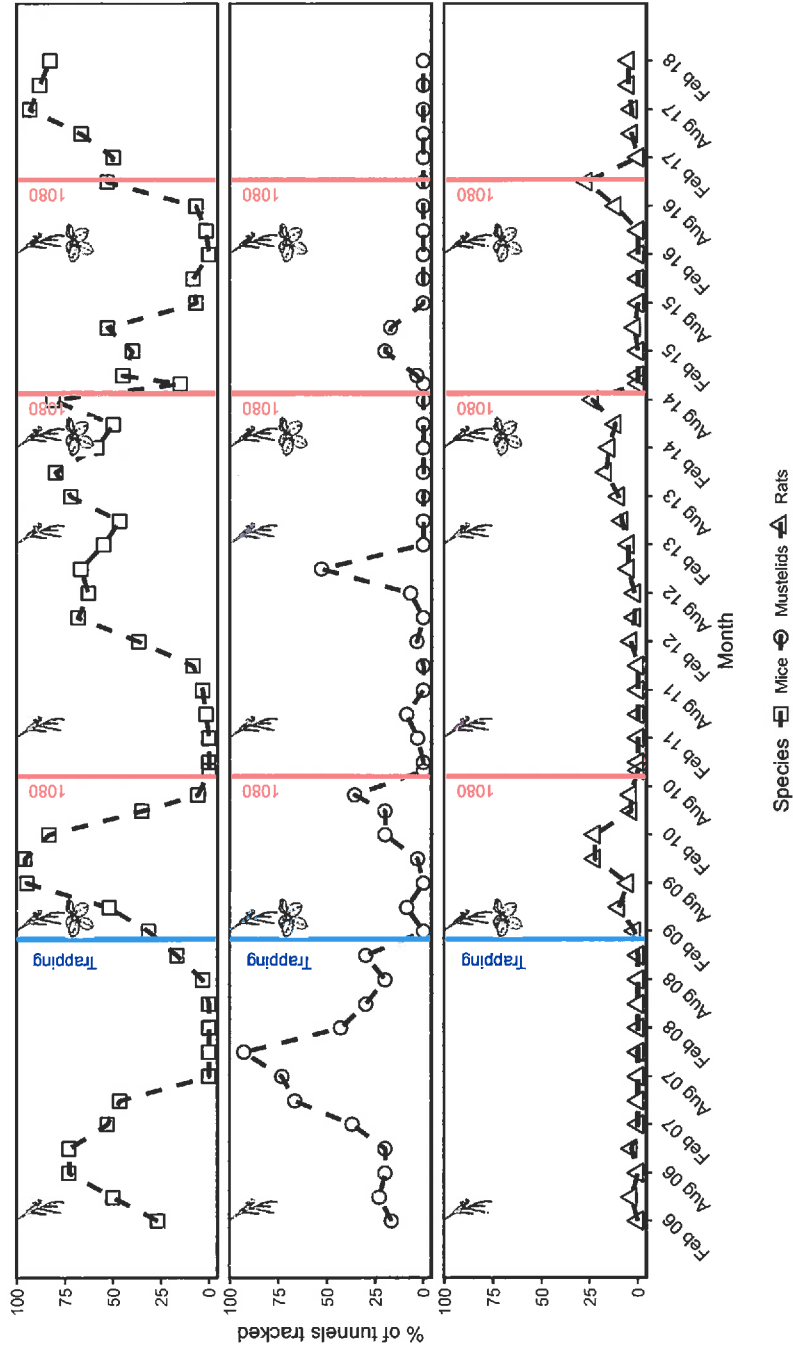 % of tunnels tracked
100
75
50
25
0
Trapping
1080
1080
1080
100
75
50
25
0
Trapping
1080
1080
1080
100
75
50
25
0
Trapping
1080
1080
1080
Feb 06
Aug 06
Feb 07
Aug 07
Feb 08
Aug 08
Feb 09
Aug 09
Feb 10
Aug 10
Feb 11
Aug 11
Feb 12
Aug 12
Feb 13
Aug 13
Feb 14
Aug 14
Feb 15
Aug 15
Feb 16
Aug 16
Feb 17
Aug 17
Feb 18
Month
Species Mice Mustelids Rats